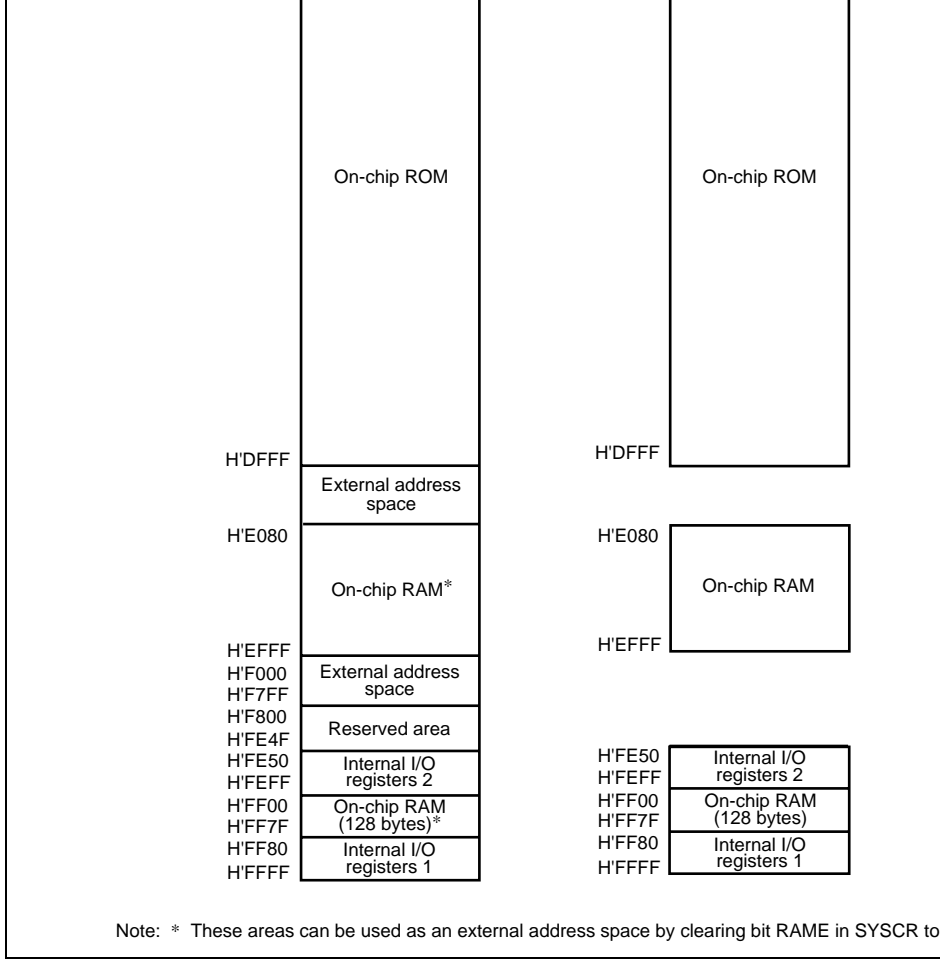 On-chip ROM
H'DFFF
External address
space
H'E080
On-chip RAM*
H'EFFF
H'F000
External address
space
H'F7FF
H'F800
Reserved area
H'FE4F
H'FE50
Internal I/O
registers 2
H'FEFF
H'FF00
On-chip RAM
(128 bytes)*
H'FF7F
H'FF80
Internal I/O
registers 1
H'FFFF
On-chip ROM
H'DFFF
H'E080
On-chip RAM
H'EFFF
H'FE50
Internal I/O
registers 2
H'FEFF
H'FF00
On-chip RAM
(128 bytes)
H'FF7F
H'FF80
Internal I/O
registers 1
H'FFFF
Note: * These areas can be used as an external address space by clearing bit RAME in SYSCR to